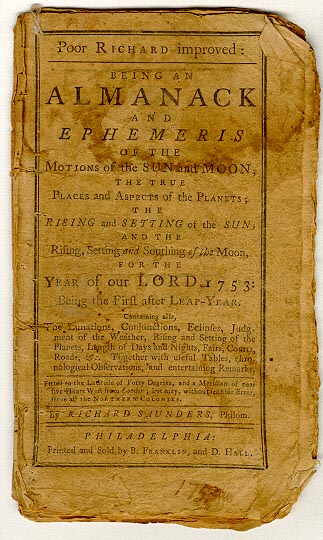 Poor RICHARD improved:
BEING AN
ALMANACK
AND
EPHEMERIS
OF THE
MOTIONS of the SUN and MOON;
THE TRUE
PLACES and ASPECTS of the PLANETS;
THE
RISING and SETTING of the SUN,
AND THE
Rising, Setting and Southing of the Moon,
FOR THE
YEAR of our LORD 1753:
Being the First after LEAP-YEAR.
Containing also,
The Lunations, Conjunctions, Eclipses, Judg-
ment of the Weather, Rising and Setting of the
Planets, Length of Days and Nights, Fairs, Courts,
Roads, &c. Together with useful Tables, chro-
nological Observations, and entertaining Remarks.
Fitted to the Latitude of Forty Degrees, and a Meridian of near
five Hours West from London; but may, without sensible Error,
serve all the NORTHERN COLONIES.
By RICHARD SAUNDERS, Philom.
PHILADELPHIA:
Printed and Sold by B. FRANKLIN, and D. HALL.